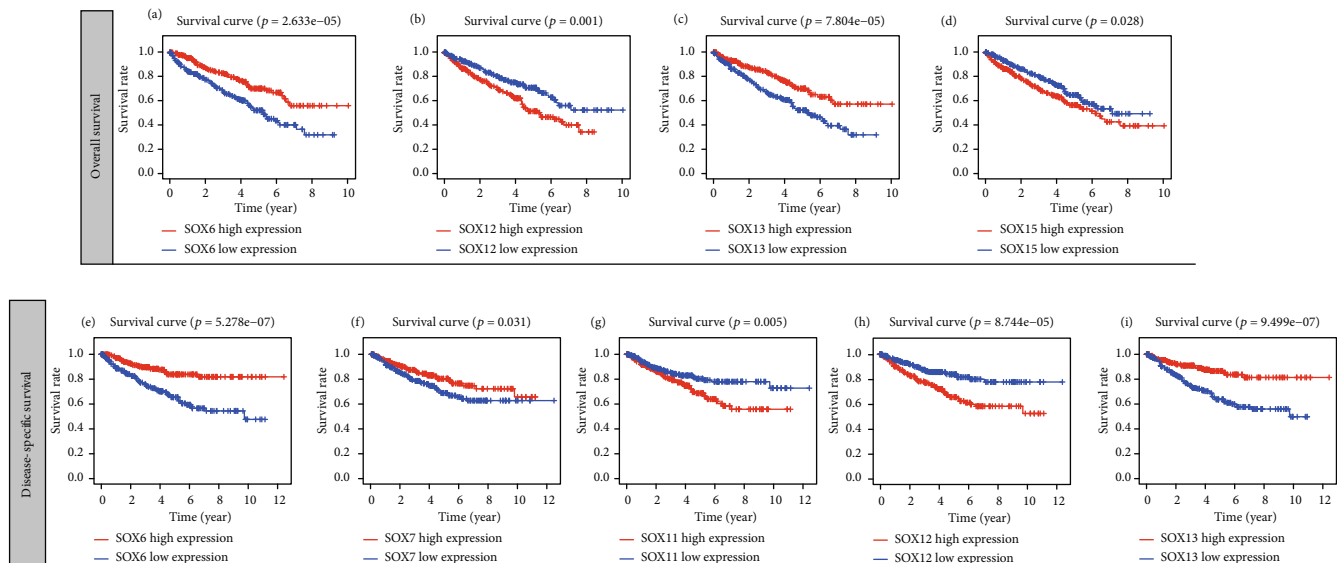 Overall survival
(a) Survival curve (p = 2.633e−05)
Survival rate
1.0
0.8
0.6
0.4
0.2
0.0
0 2 4 6 8 10
Time (year)
SOX6 high expression
SOX6 low expression
(b) Survival curve (p = 0.001)
Survival rate
1.0
0.8
0.6
0.4
0.2
0.0
0 2 4 6 8 10
Time (year)
SOX12 high expression
SOX12 low expression
(c) Survival curve (p = 7.804e−05)
Survival rate
1.0
0.8
0.6
0.4
0.2
0.0
0 2 4 6 8 10
Time (year)
SOX13 high expression
SOX13 low expression
(d) Survival curve (p = 0.028)
Survival rate
1.0
0.8
0.6
0.4
0.2
0.0
0 2 4 6 8 10
Time (year)
SOX15 high expression
SOX15 low expression
Disease-specific survival
(e) Survival curve (p = 5.278e−07)
Survival rate
1.0
0.8
0.6
0.4
0.2
0.0
0 2 4 6 8 10 12
Time (year)
SOX6 high expression
SOX6 low expression
(f) Survival curve (p = 0.031)
Survival rate
1.0
0.8
0.6
0.4
0.2
0.0
0 2 4 6 8 10 12
Time (year)
SOX7 high expression
SOX7 low expression
(g) Survival curve (p = 0.005)
Survival rate
1.0
0.8
0.6
0.4
0.2
0.0
0 2 4 6 8 10 12
Time (year)
SOX11 high expression
SOX11 low expression
(h) Survival curve (p = 8.744e−05)
Survival rate
1.0
0.8
0.6
0.4
0.2
0.0
0 2 4 6 8 10 12
Time (year)
SOX12 high expression
SOX12 low expression
(i) Survival curve (p = 9.499e−07)
Survival rate
1.0
0.8
0.6
0.4
0.2
0.0
0 2 4 6 8 10 12
Time (year)
SOX13 high expression
SOX13 low expression